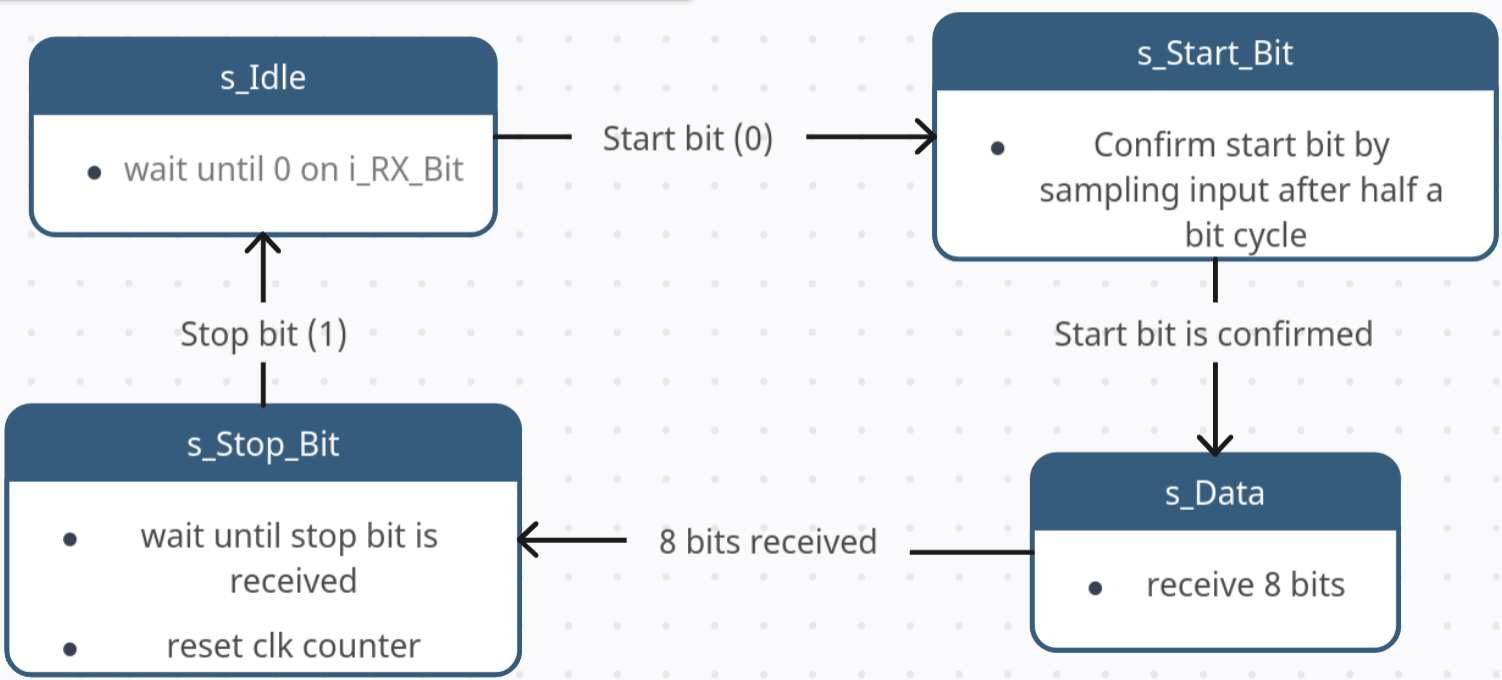 s_Idle
wait until 0 on i_RX_Bit
Start bit (0)
s_Start_Bit
Confirm start bit by
sampling input after half a
bit cycle
Start bit is confirmed
s_Data
receive 8 bits
8 bits received
s_Stop_Bit
wait until stop bit is
received
reset clk counter
Stop bit (1)